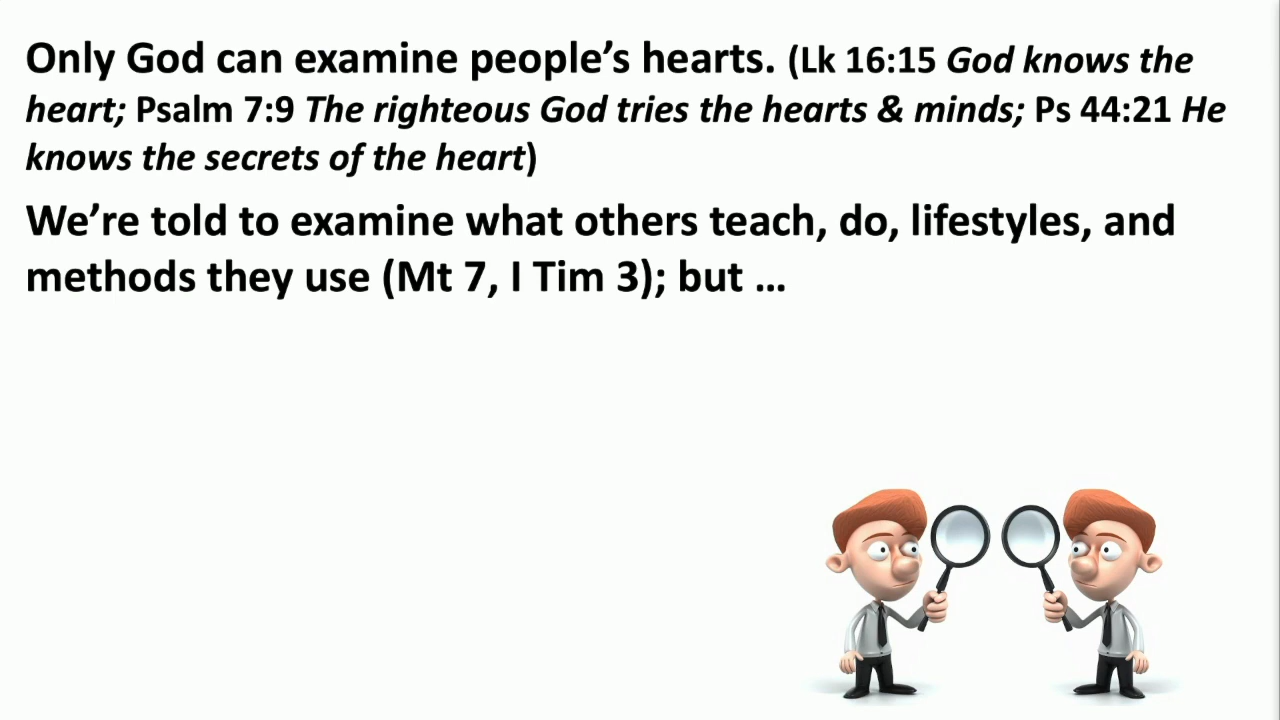 Only God can examine people’s hearts. (Lk 16:15 God knows the
heart; Psalm 7:9 The righteous God tries the hearts & minds; Ps 44:21 He
knows the secrets of the heart)
We’re told to examine what others teach, do, lifestyles, and
methods they use (Mt 7, I Tim 3); but …